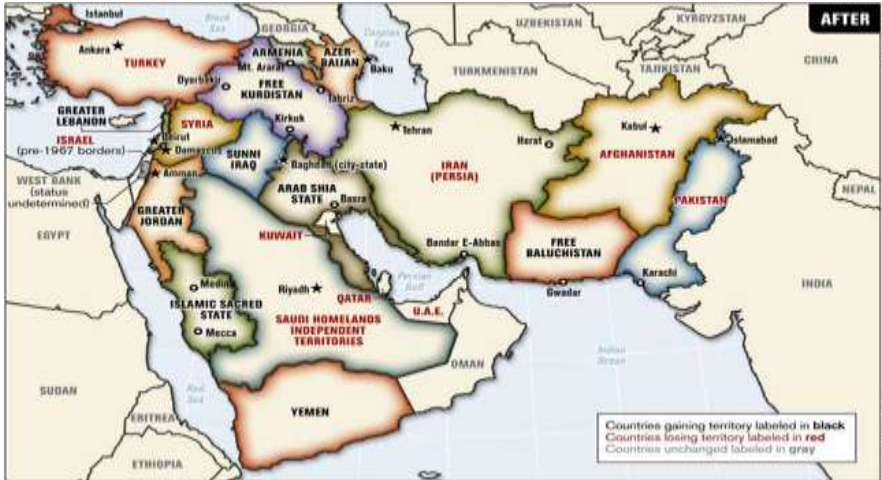 AFTER
Istanbul
Black
Sea
GEORGIA
Caspian
Sea
UZBEKISTAN
KYRGYZSTAN
Ankara
TURKEY
ARMENIA
Mt. Ararat
AZER-
BAIJAN
Baku
TURKMENISTAN
TAJIKISTAN
CHINA
Dyarbakir
FREE
KURDISTAN
Tabriz
GREATER
LEBANON
SYRIA
Kirkuk
Tehran
Herat
Kabul
Islamabad
ISRAEL
(pre-1967 borders)
Beirut
Damascus
SUNNI
IRAQ
Baghdad (city-state)
IRAN
(PERSIA)
AFGHANISTAN
WEST BANK
(status
undetermined)
Amman
ARAB SHIA
STATE
Basra
PAKISTAN
NEPAL
EGYPT
GREATER
JORDAN
KUWAIT
Bandar E-Abbas
FREE
BALUCHISTAN
Karachi
INDIA
Medina
Riyadh
Persian
Gulf
Gwadar
ISLAMIC SACRED
STATE
Mecca
QATAR
U.A.E.
SAUDI HOMELANDS
INDEPENDENT
TERRITORIES
OMAN
Indian
Ocean
SUDAN
Red
Sea
ERITREA
YEMEN
ETHIOPIA
Countries gaining territory labeled in black
Countries losing territory labeled in red
Countries unchanged labeled in gray